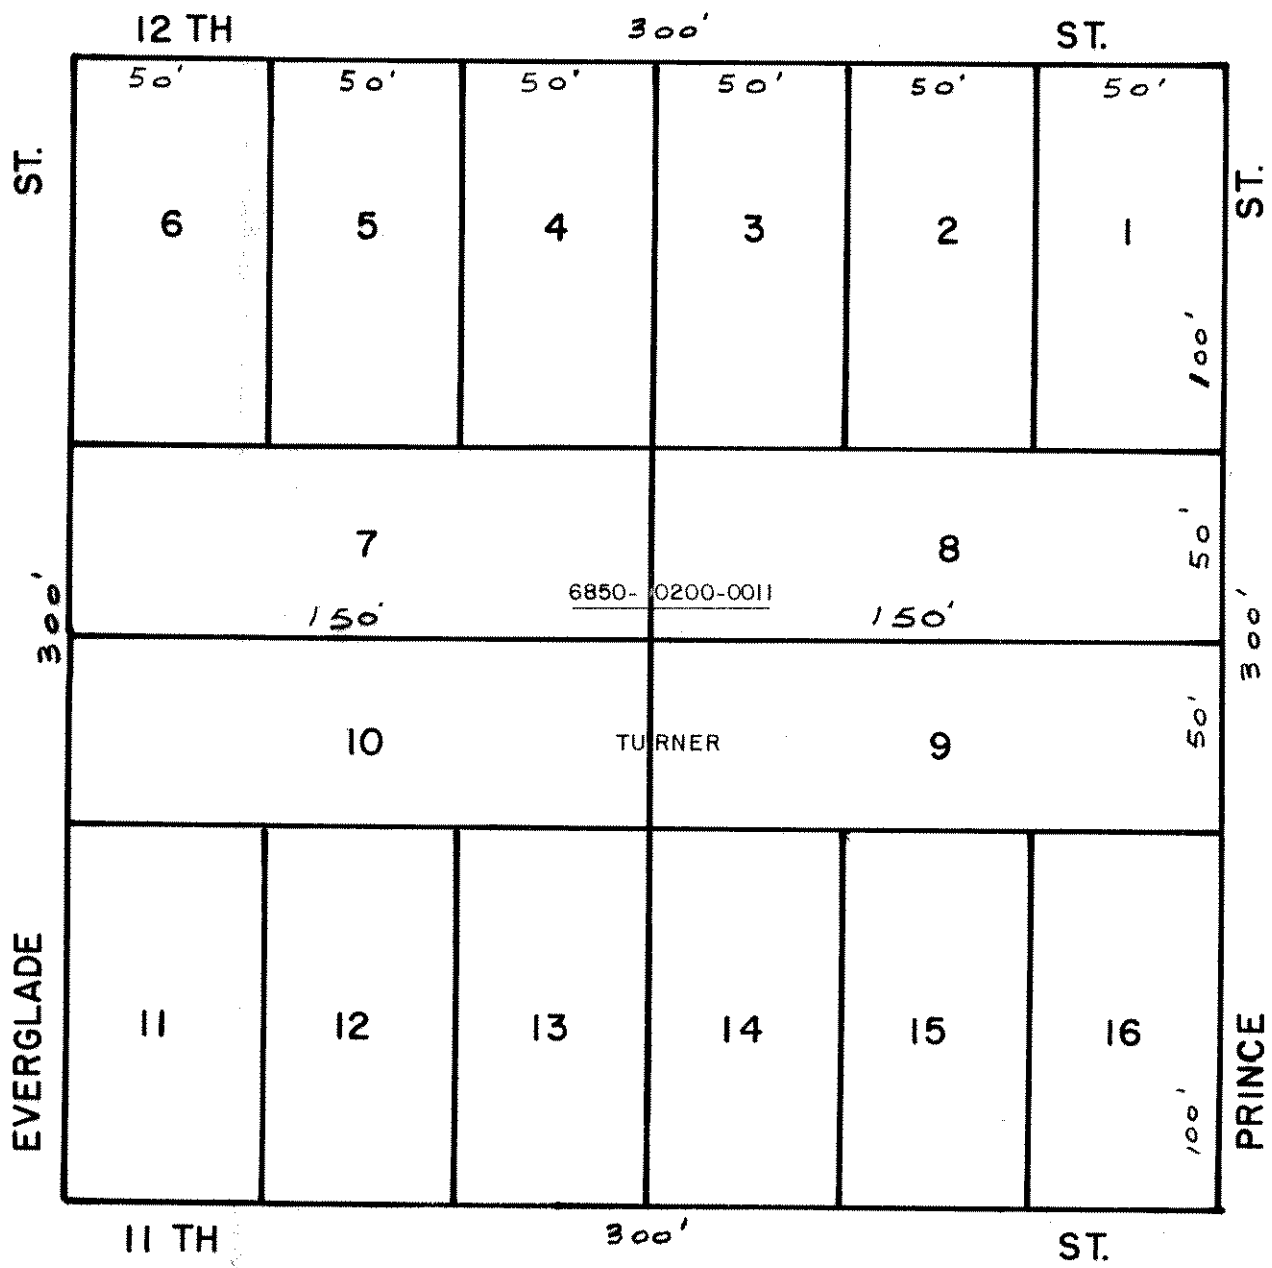 12 TH 300' ST.
50' 50' 50' 50' 50' 50'
ST.
ST.
6 5 4 3 2 1
100'
7 8
50'
6850- 0200-0011
150' 150'
300'
300'
10 TURNER 9
50'
11 12 13 14 15 16
100'
EVERGLADE
PRINCE
11 TH 300' ST.